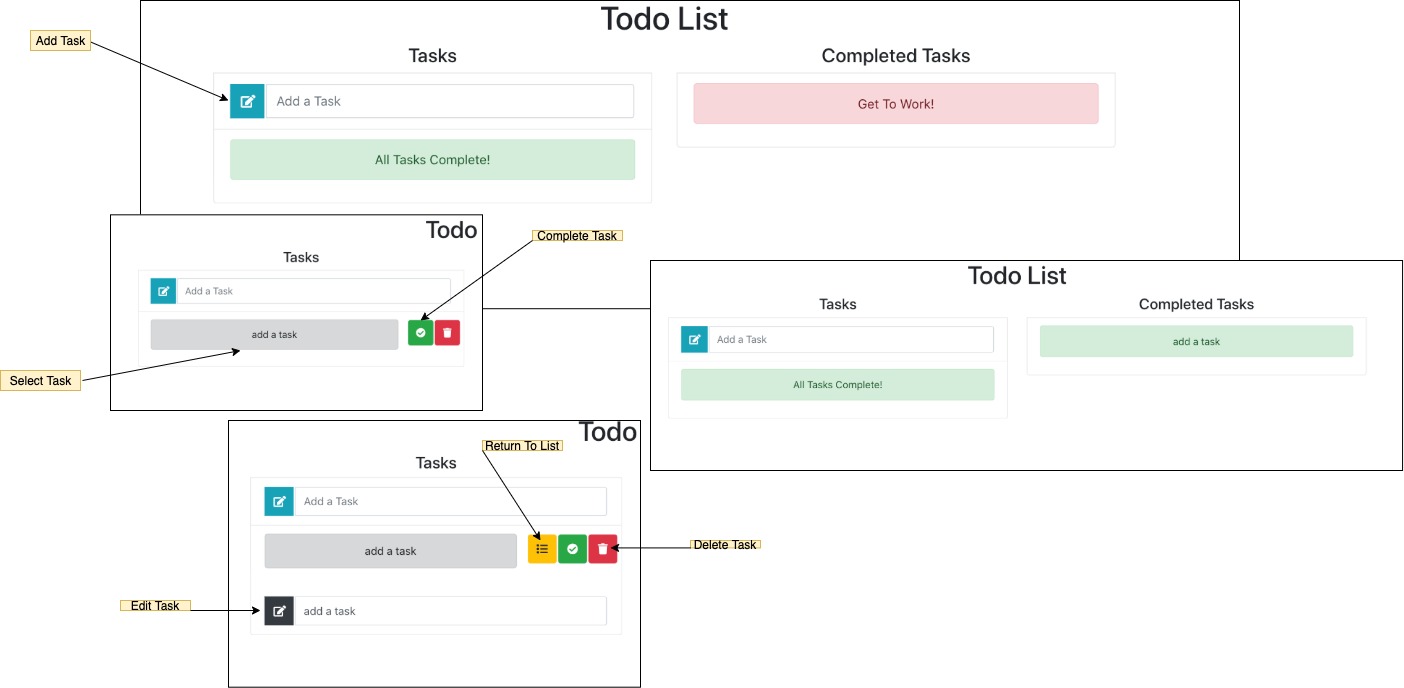 Todo List
Add Task
Tasks
Completed Tasks
Add a Task
Get To Work!
All Tasks Complete!
Todo
Complete Task
Tasks
Add a Task
add a task
Select Task
Todo List
Tasks
Completed Tasks
Add a Task
add a task
All Tasks Complete!
Todo
Return To List
Tasks
Add a Task
add a task
Delete Task
Edit Task
add a task